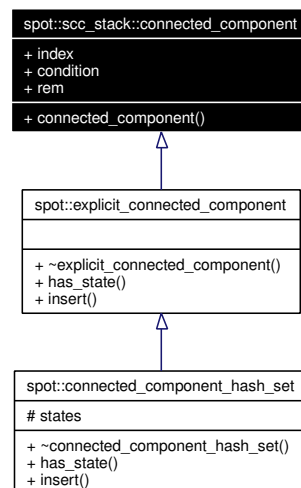 spot::scc_stack::connected_component
+ index
+ condition
+ rem
+ connected_component()
spot::explicit_connected_component
+ ~explicit_connected_component()
+ has_state()
+ insert()
spot::connected_component_hash_set
# states
+ ~connected_component_hash_set()
+ has_state()
+ insert()